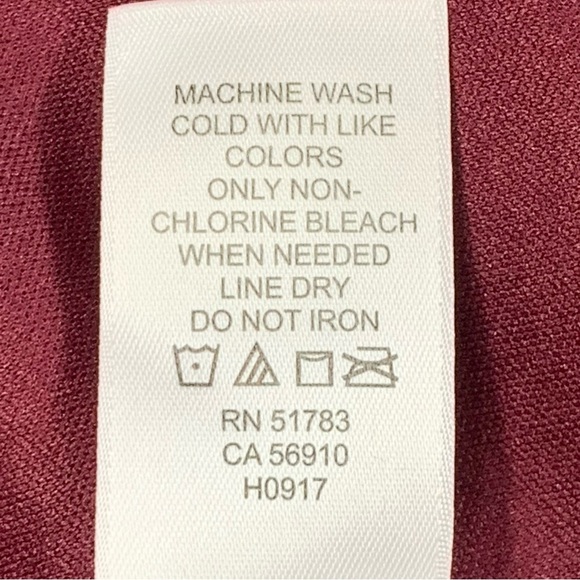 MACHINE WASH
COLD WITH LIKE
COLORS
ONLY NON-
CHLORINE BLEACH
WHEN NEEDED
LINE DRY
DO NOT IRON
RN 51783
CA 56910
H0917